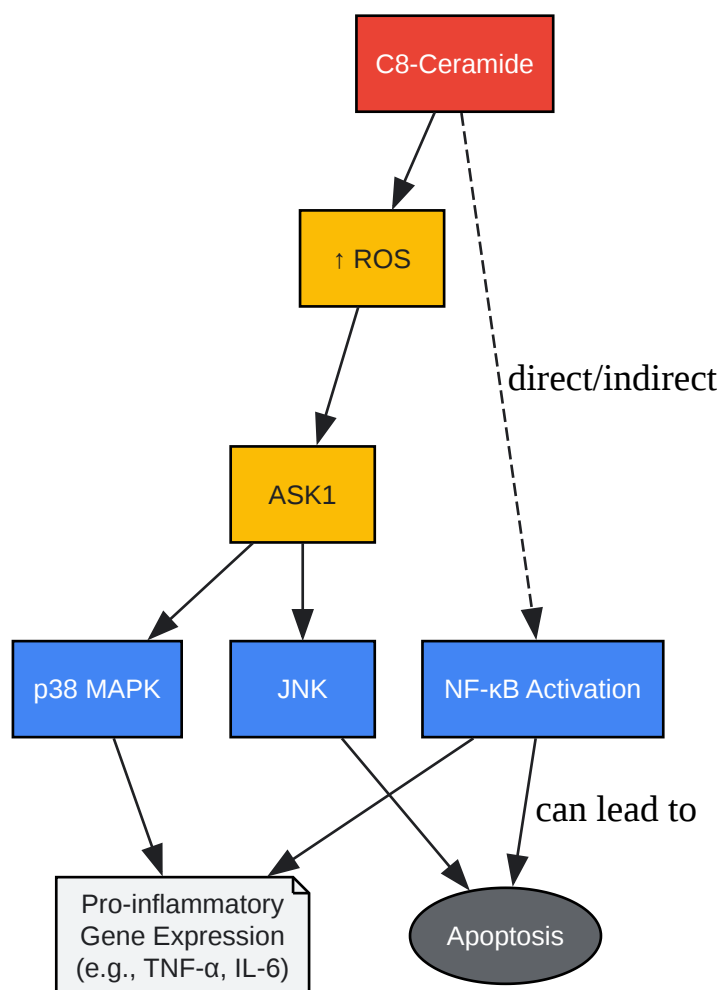 C8-Ceramide
↑ ROS
direct/indirect
ASK1
p38 MAPK
JNK
NF-κB Activation
can lead to
Pro-inflammatory
Gene Expression
(e.g., TNF-α, IL-6)
Apoptosis